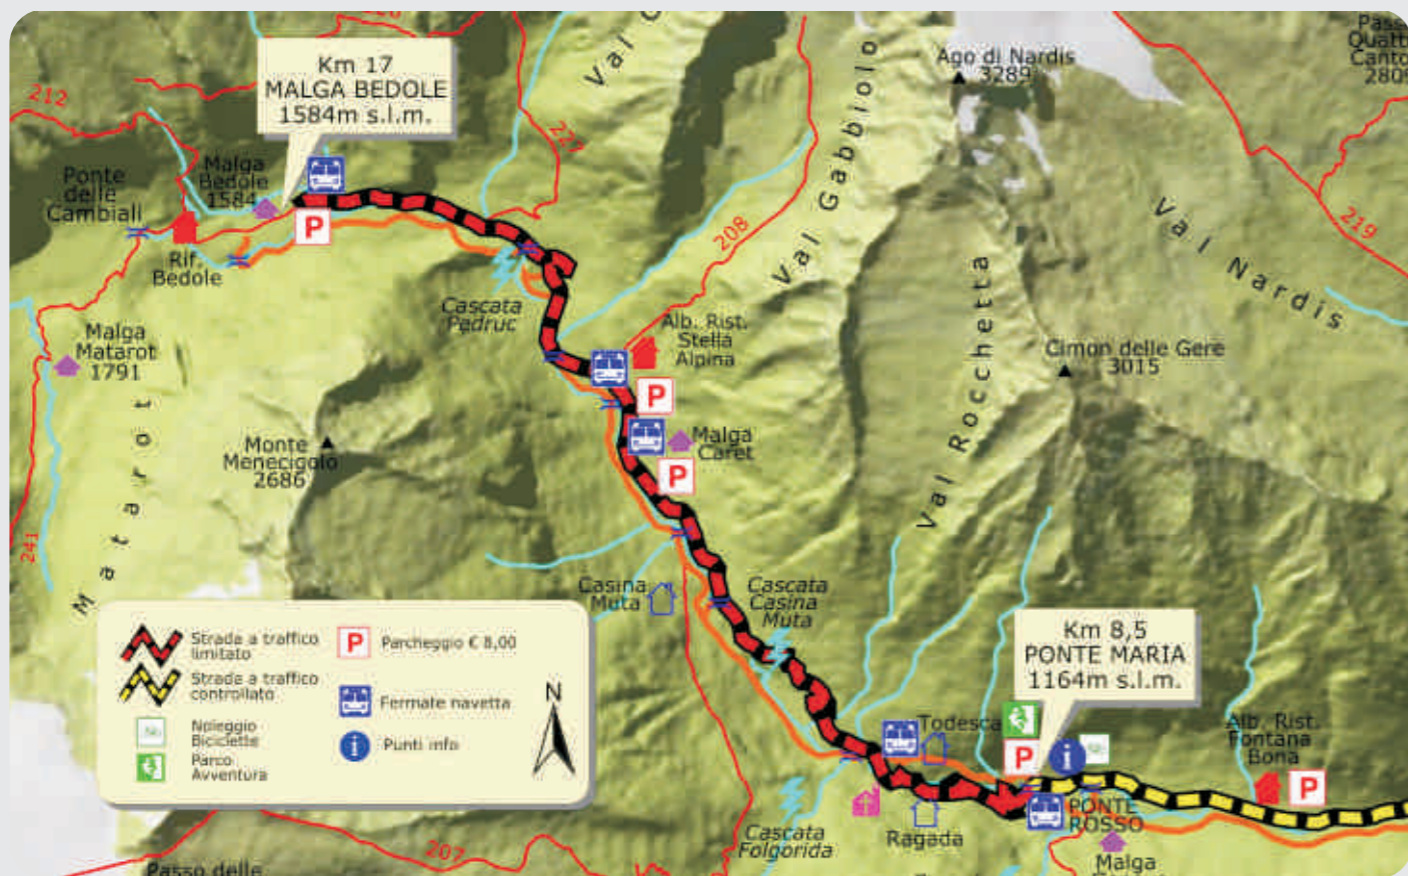 Km 17
MALGA BEDOLE
1584m s.l.m.
212
Ponte
delle
Cambiali
Malga
Bedole
1584
P
Rif.
Bedole
227
Val Gabbiolo
Ago di Nardis
3289
Val Nardis
219
208
Cascata
Pedruc
Malga
Matarot
1791
Matarot
241
Monte
Menecigolo
2686
Alb. Rist.
Stella
Alpina
P
Malga
Caret
P
Val Rocchetta
Cimon delle Gere
3015
Casina
Muta
Cascata
Casina
Muta
Km 8,5
PONTE MARIA
1164m s.l.m.
Todesca
P
i
Alb. Rist.
Fontana
Bona
P
PONTE
ROSSO
Malga
Ragada
Cascata
Folgorida
207
Passo delle
Strada a traffico
limitato
Strada a traffico
controllato
Noleggio
Biciclette
Parco
Avventura
P
Parcheggio € 8,00
Fermate navetta
i
Punti info
N